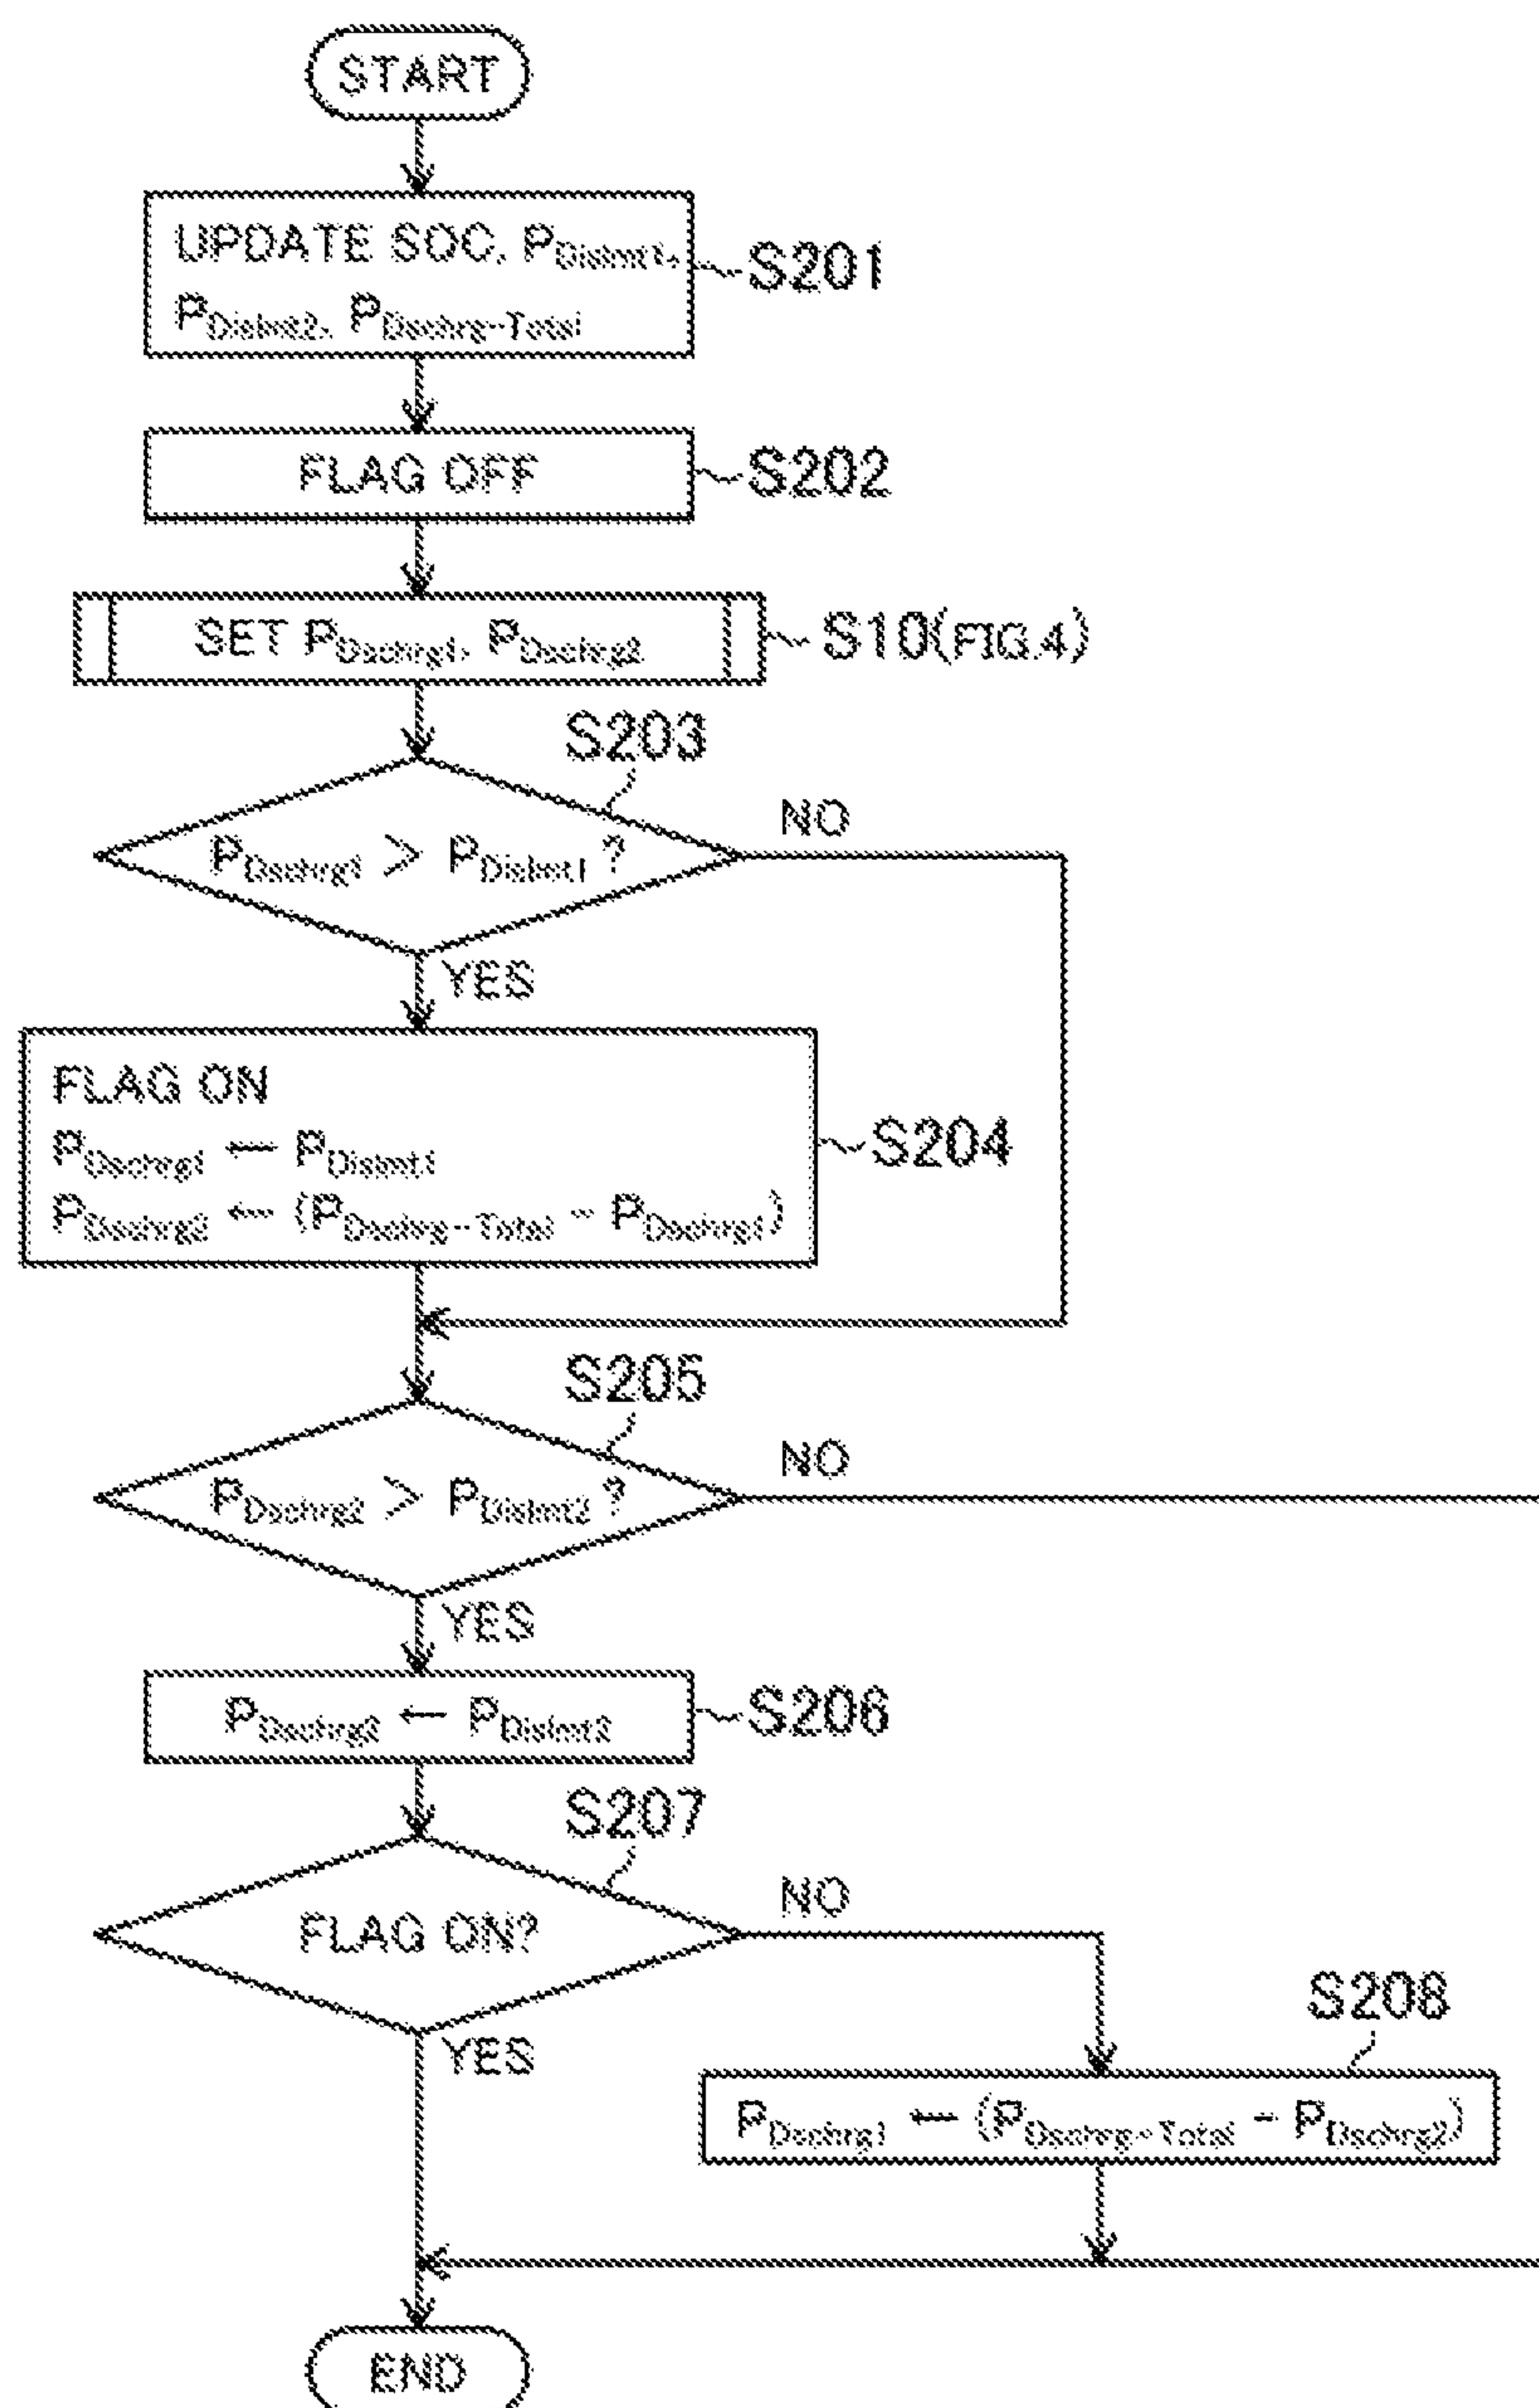 START
UPDATE SOC, PDislmt1,
PDislmt2, PDschrg-Total
S201
FLAG OFF
S202
SET PDschrg1, PDschrg2
S10(FIG.4)
S203
PDschrg1 > PDislmt1 ?
NO
YES
FLAG ON
PDschrg1 ← PDislmt1
PDschrg2 ← (PDschrg-Total - PDschrg1)
S204
S205
PDschrg2 > PDislmt2 ?
NO
YES
PDschrg2 ← PDislmt2
S206
S207
FLAG ON?
NO
YES
S208
PDschrg1 ← (PDschrg-Total - PDschrg2)
END